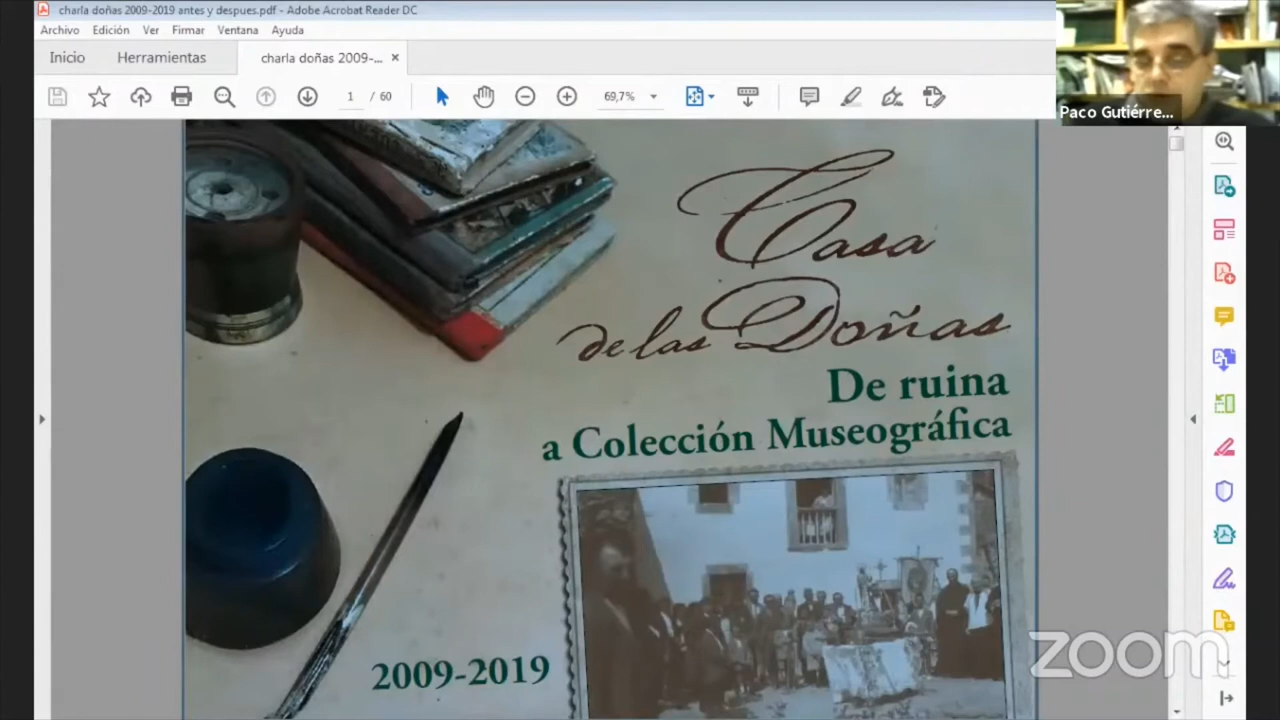 charla doñas 2009-2019 antes y despues.pdf - Adobe Acrobat Reader DC
Archivo Edición Ver Firmar Ventana Ayuda
Inicio Herramientas charla doñas 2009-... ×
1 / 60 69,7%
Paco Gutiérre...
Casa
de las Doñas
De ruina
a Colección Museográfica
2009-2019
zoom